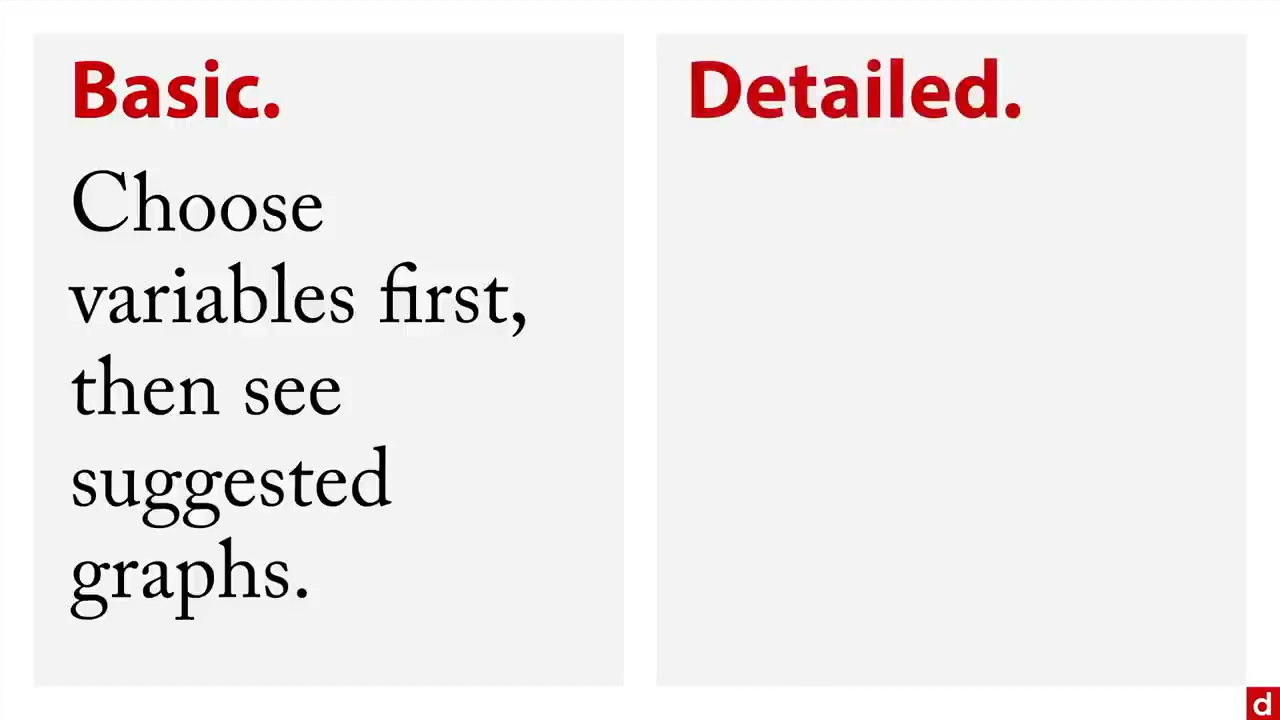 Basic.
Choose
variables first,
then see
suggested
graphs.
Detailed.
d